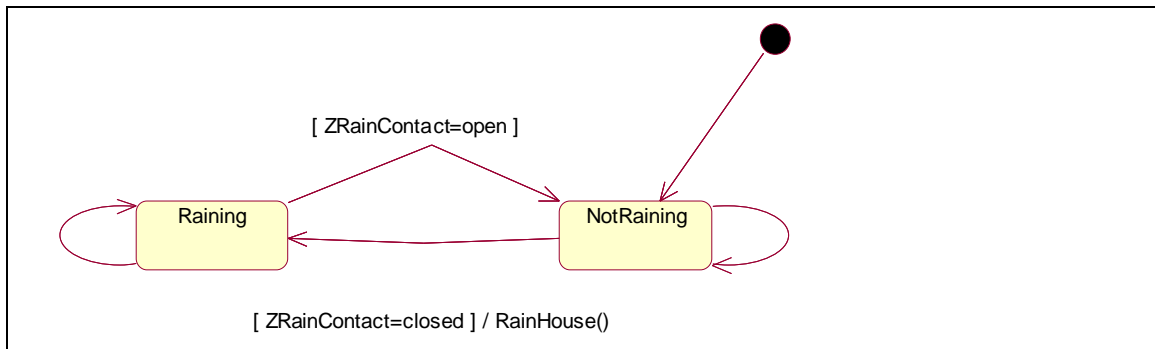 [ ZRainContact=open ]
Raining
NotRaining
[ ZRainContact=closed ] / RainHouse()